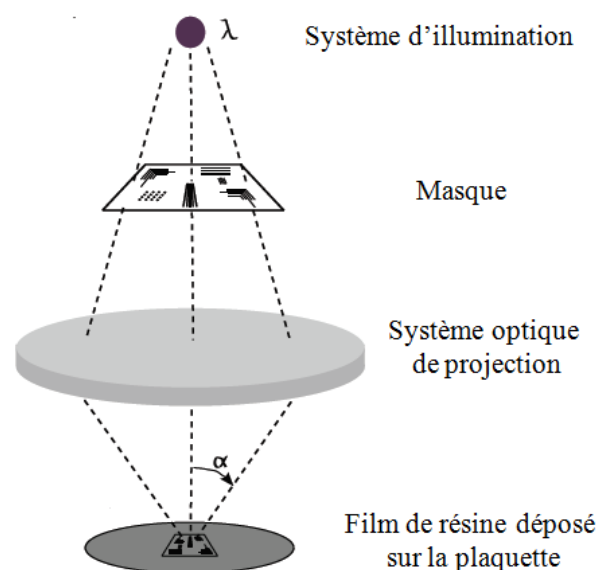 λ
Système d’illumination
Masque
Système optique
de projection
α
Film de résine déposé
sur la plaquette